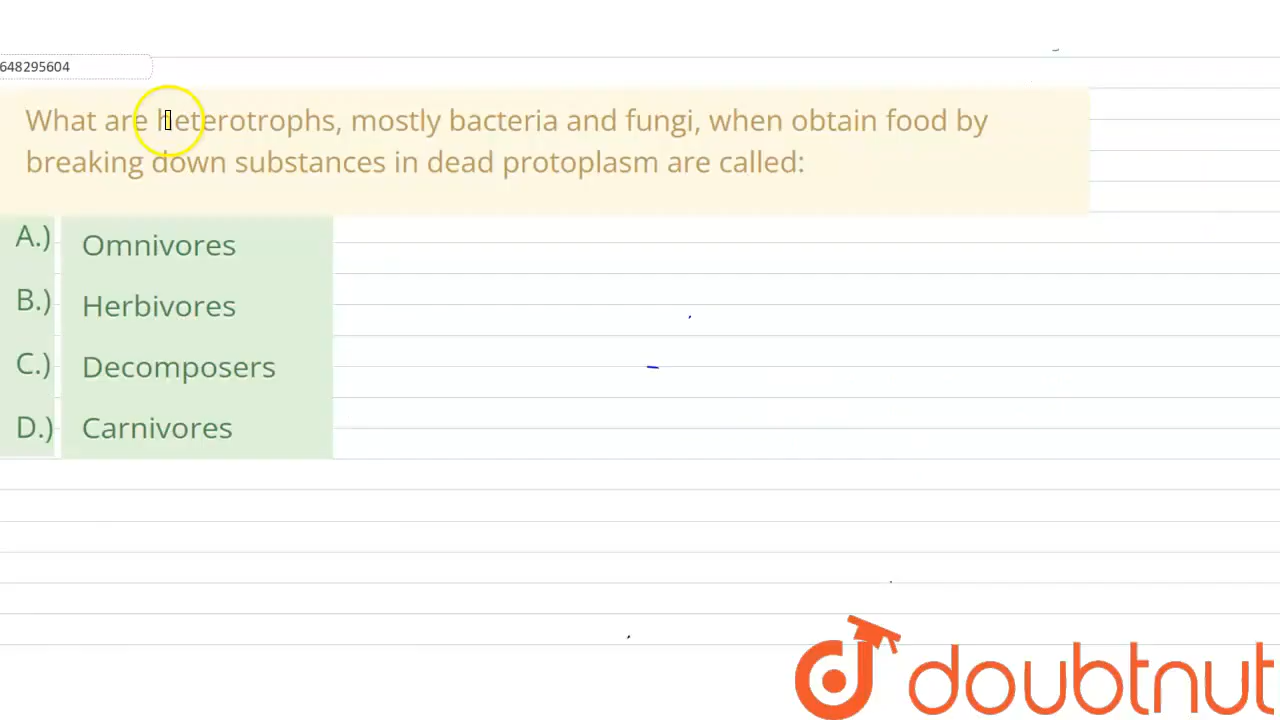 648295604
What are heterotrophs, mostly bacteria and fungi, when obtain food by
breaking down substances in dead protoplasm are called:
A.) Omnivores
B.) Herbivores
C.) Decomposers
D.) Carnivores
doubtnut